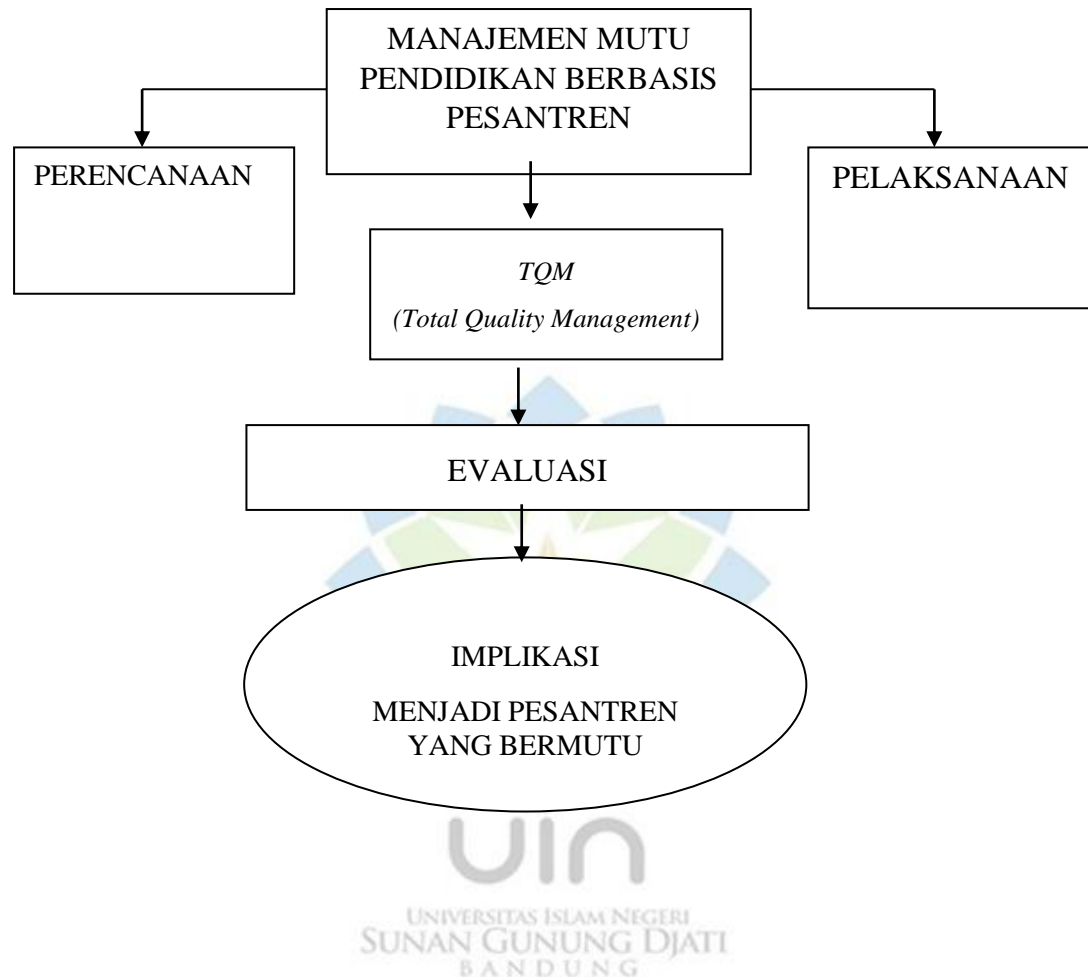 MANAJEMEN MUTU
PENDIDIKAN BERBASIS
PESANTREN
PERENCANAAN
PELAKSANAAN
TQM
(Total Quality Management)
EVALUASI
IMPLIKASI
MENJADI PESANTREN
YANG BERMUTU
uin
UNIVERSITAS ISLAM NEGERI
SUNAN GUNUNG DJATI
BANDUNG